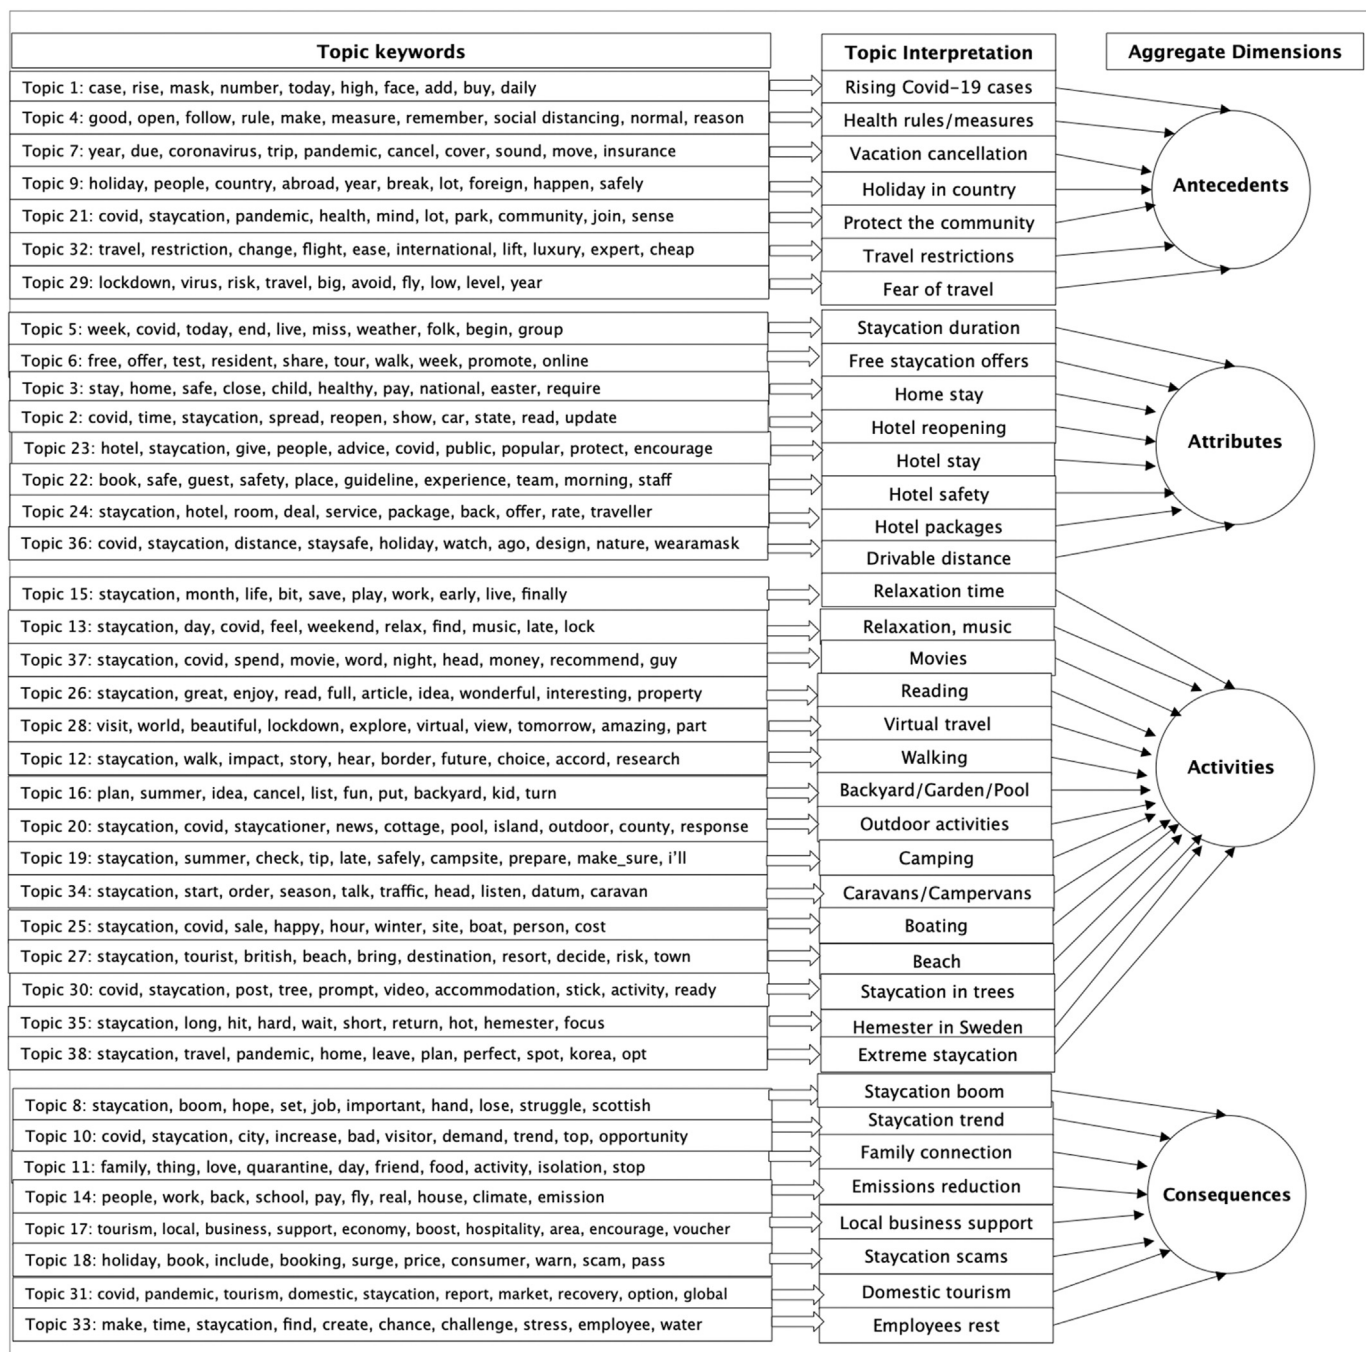 Topic keywords
Topic Interpretation
Aggregate Dimensions
Topic 1: case, rise, mask, number, today, high, face, add, buy, daily
Rising Covid-19 cases
Topic 4: good, open, follow, rule, make, measure, remember, social distancing, normal, reason
Health rules/measures
Topic 7: year, due, coronavirus, trip, pandemic, cancel, cover, sound, move, insurance
Vacation cancellation
Topic 9: holiday, people, country, abroad, year, break, lot, foreign, happen, safely
Holiday in country
Antecedents
Topic 21: covid, staycation, pandemic, health, mind, lot, park, community, join, sense
Protect the community
Topic 32: travel, restriction, change, flight, ease, international, lift, luxury, expert, cheap
Travel restrictions
Topic 29: lockdown, virus, risk, travel, big, avoid, fly, low, level, year
Fear of travel
Topic 5: week, covid, today, end, live, miss, weather, folk, begin, group
Staycation duration
Topic 6: free, offer, test, resident, share, tour, walk, week, promote, online
Free staycation offers
Topic 3: stay, home, safe, close, child, healthy, pay, national, easter, require
Home stay
Topic 2: covid, time, staycation, spread, reopen, show, car, state, read, update
Hotel reopening
Attributes
Topic 23: hotel, staycation, give, people, advice, covid, public, popular, protect, encourage
Hotel stay
Topic 22: book, safe, guest, safety, place, guideline, experience, team, morning, staff
Hotel safety
Topic 24: staycation, hotel, room, deal, service, package, back, offer, rate, traveller
Hotel packages
Topic 36: covid, staycation, distance, staysafe, holiday, watch, ago, design, nature, wearamask
Drivable distance
Topic 15: staycation, month, life, bit, save, play, work, early, live, finally
Relaxation time
Topic 13: staycation, day, covid, feel, weekend, relax, find, music, late, lock
Relaxation, music
Topic 37: staycation, covid, spend, movie, word, night, head, money, recommend, guy
Movies
Topic 26: staycation, great, enjoy, read, full, article, idea, wonderful, interesting, property
Reading
Topic 28: visit, world, beautiful, lockdown, explore, virtual, view, tomorrow, amazing, part
Virtual travel
Topic 12: staycation, walk, impact, story, hear, border, future, choice, accord, research
Walking
Activities
Topic 16: plan, summer, idea, cancel, list, fun, put, backyard, kid, turn
Backyard/Garden/Pool
Topic 20: staycation, covid, staycationer, news, cottage, pool, island, outdoor, county, response
Outdoor activities
Topic 19: staycation, summer, check, tip, late, safely, campsite, prepare, make_sure, i'll
Camping
Topic 34: staycation, start, order, season, talk, traffic, head, listen, datum, caravan
Caravans/Campervans
Topic 25: staycation, covid, sale, happy, hour, winter, site, boat, person, cost
Boating
Topic 27: staycation, tourist, british, beach, bring, destination, resort, decide, risk, town
Beach
Topic 30: covid, staycation, post, tree, prompt, video, accommodation, stick, activity, ready
Staycation in trees
Topic 35: staycation, long, hit, hard, wait, short, return, hot, hemester, focus
Hemester in Sweden
Topic 38: staycation, travel, pandemic, home, leave, plan, perfect, spot, korea, opt
Extreme staycation
Topic 8: staycation, boom, hope, set, job, important, hand, lose, struggle, scottish
Staycation boom
Topic 10: covid, staycation, city, increase, bad, visitor, demand, trend, top, opportunity
Staycation trend
Topic 11: family, thing, love, quarantine, day, friend, food, activity, isolation, stop
Family connection
Topic 14: people, work, back, school, pay, fly, real, house, climate, emission
Emissions reduction
Consequences
Topic 17: tourism, local, business, support, economy, boost, hospitality, area, encourage, voucher
Local business support
Topic 18: holiday, book, include, booking, surge, price, consumer, warn, scam, pass
Staycation scams
Topic 31: covid, pandemic, tourism, domestic, staycation, report, market, recovery, option, global
Domestic tourism
Topic 33: make, time, staycation, find, create, chance, challenge, stress, employee, water
Employees rest